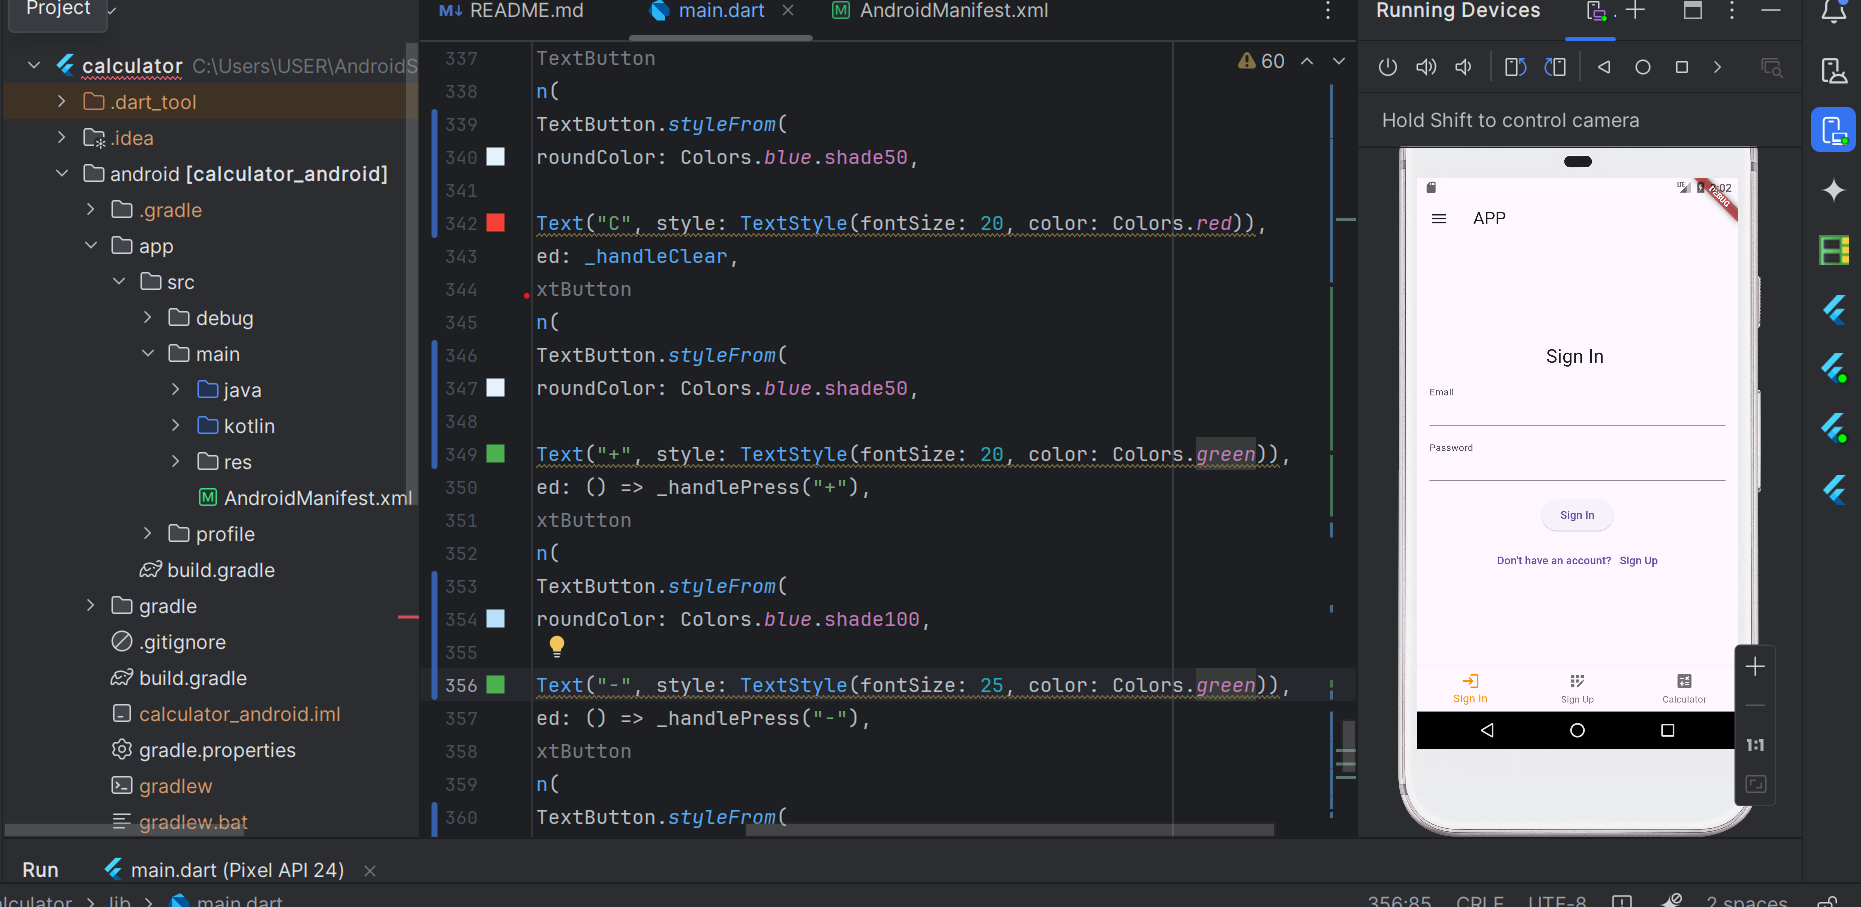 Project
calculator C:\Users\USER\AndroidS
.dart_tool
.idea
android [calculator_android]
.gradle
app
src
debug
main
java
kotlin
res
AndroidManifest.xml
profile
build.gradle
gradle
.gitignore
build.gradle
calculator_android.iml
gradle.properties
gradlew
gradlew.bat
README.md main.dart AndroidManifest.xml
60
337 TextButton
338 n(
339 TextButton.styleFrom(
340 roundColor: Colors.blue.shade50,
341
342 Text("C", style: TextStyle(fontSize: 20, color: Colors.red)),
343 ed: _handleClear,
344 xtButton
345 n(
346 TextButton.styleFrom(
347 roundColor: Colors.blue.shade50,
348
349 Text("+", style: TextStyle(fontSize: 20, color: Colors.green)),
350 ed: () => _handlePress("+"),
351 xtButton
352 n(
353 TextButton.styleFrom(
354 roundColor: Colors.blue.shade100,
355
356 Text("-", style: TextStyle(fontSize: 25, color: Colors.green)),
357 ed: () => _handlePress("-"),
358 xtButton
359 n(
360 TextButton.styleFrom(
Running Devices
Hold Shift to control camera
LTE
DEBUG
APP
Sign In
Email
Password
Sign In
Don't have an account? Sign Up
Sign In Sign Up Calculator
1:1
Run main.dart (Pixel API 24)
alculator > lib > main.dart 356:85 CRLF UTF-8 2 spaces